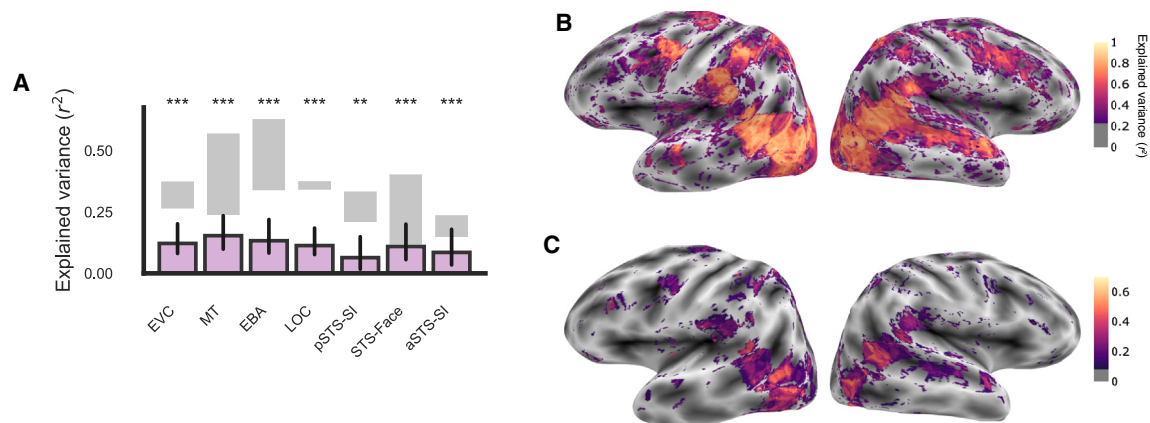 A
Explained variance (r²)
0.50
0.25
0.00
*** *** *** *** ** *** ***
EVC
MT
EBA
LOC
pSTS-SI
STS-Face
aSTS-SI
B
1
0.8
0.6
0.4
0.2
0
Explained variance (r²)
C
0.6
0.4
0.2
0